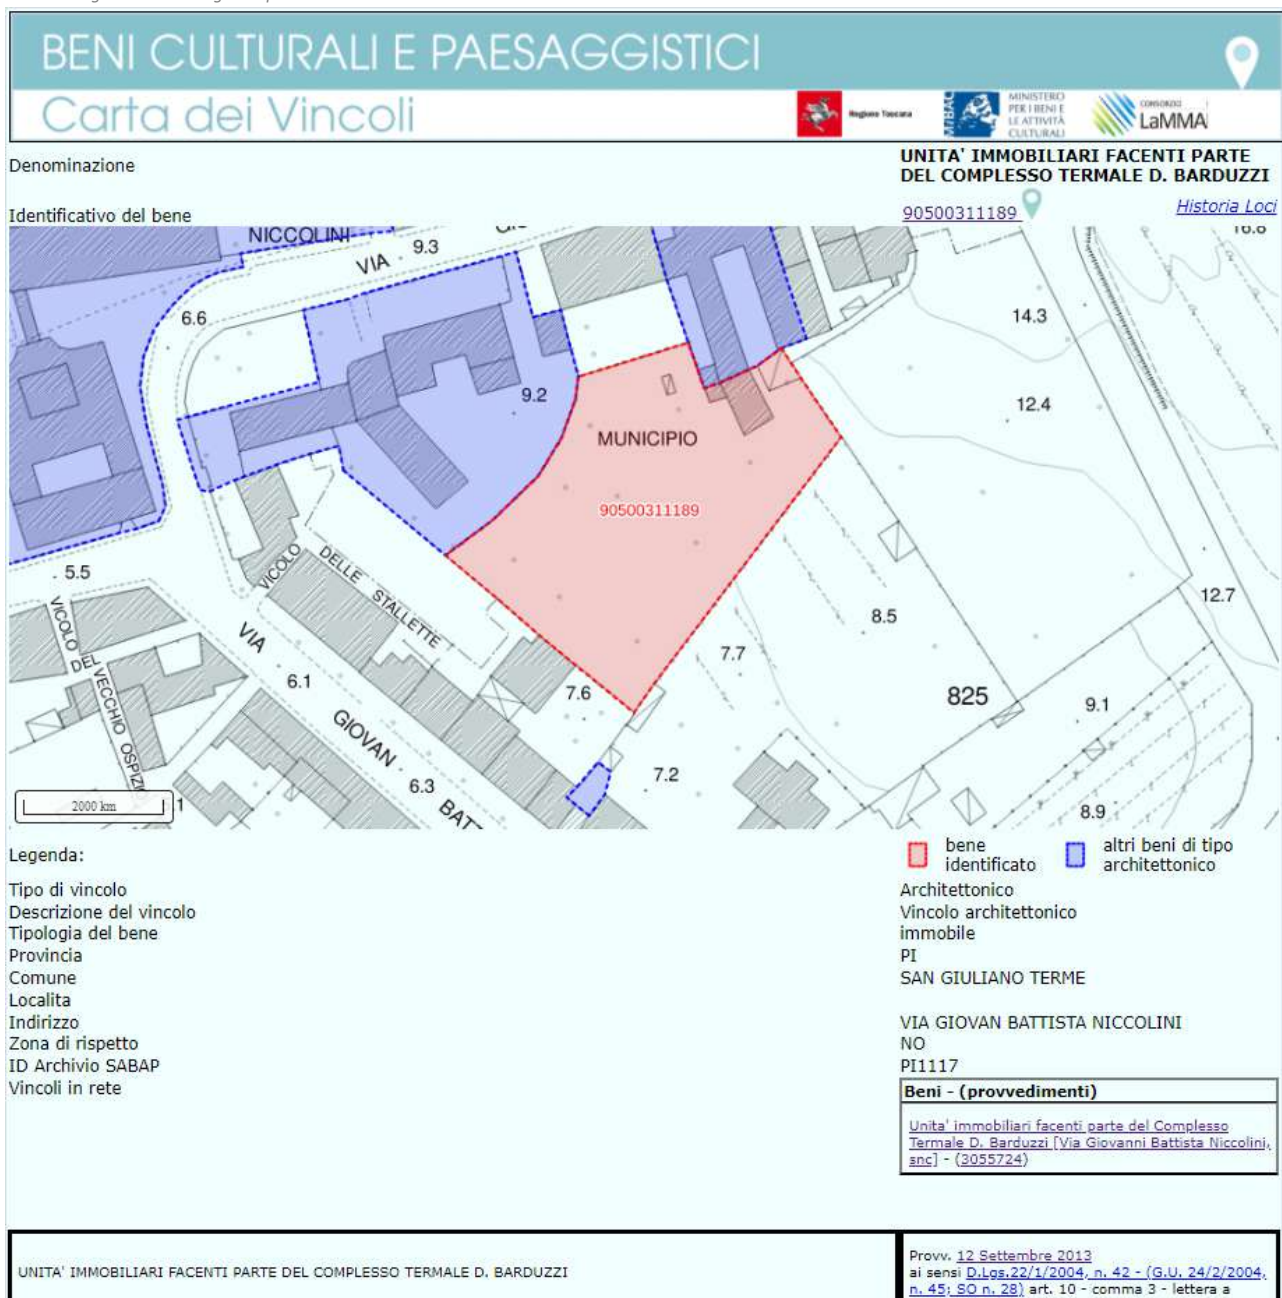 BENI CULTURALI E PAESAGGISTICI
Carta dei Vincoli
Regione Toscana
MiBAC
MINISTERO
PER I BENI E
LE ATTIVITÀ
CULTURALI
CONSORZIO
LaMMA
Denominazione
UNITA' IMMOBILIARI FACENTI PARTE
DEL COMPLESSO TERMALE D. BARDUZZI
Identificativo del bene
90500311189
Historia Loci
NICCOLINI
VIA
9.3
16.8
6.6
14.3
9.2
12.4
MUNICIPIO
90500311189
5.5
VICOLO
DELLE
STALLETTE
12.7
8.5
VICOLO
DEL
VECCHIO OSPIZIO
VIA
7.7
6.1
7.6
825
9.1
GIOVAN
7.2
6.3
BATT
8.9
2000 km
Legenda:
bene
identificato
altri beni di tipo
architettonico
Tipo di vincolo
Architettonico
Descrizione del vincolo
Vincolo architettonico
Tipologia del bene
immobile
Provincia
PI
Comune
SAN GIULIANO TERME
Localita
Indirizzo
VIA GIOVAN BATTISTA NICCOLINI
Zona di rispetto
NO
ID Archivio SABAP
PI1117
Vincoli in rete
Beni - (provvedimenti)
Unita' immobiliari facenti parte del Complesso
Termale D. Barduzzi [Via Giovanni Battista Niccolini,
snc] - (3055724)
UNITA' IMMOBILIARI FACENTI PARTE DEL COMPLESSO TERMALE D. BARDUZZI
Provv. 12 Settembre 2013
ai sensi D.Lgs.22/1/2004, n. 42 - (G.U. 24/2/2004,
n. 45; SO n. 28) art. 10 - comma 3 - lettera a